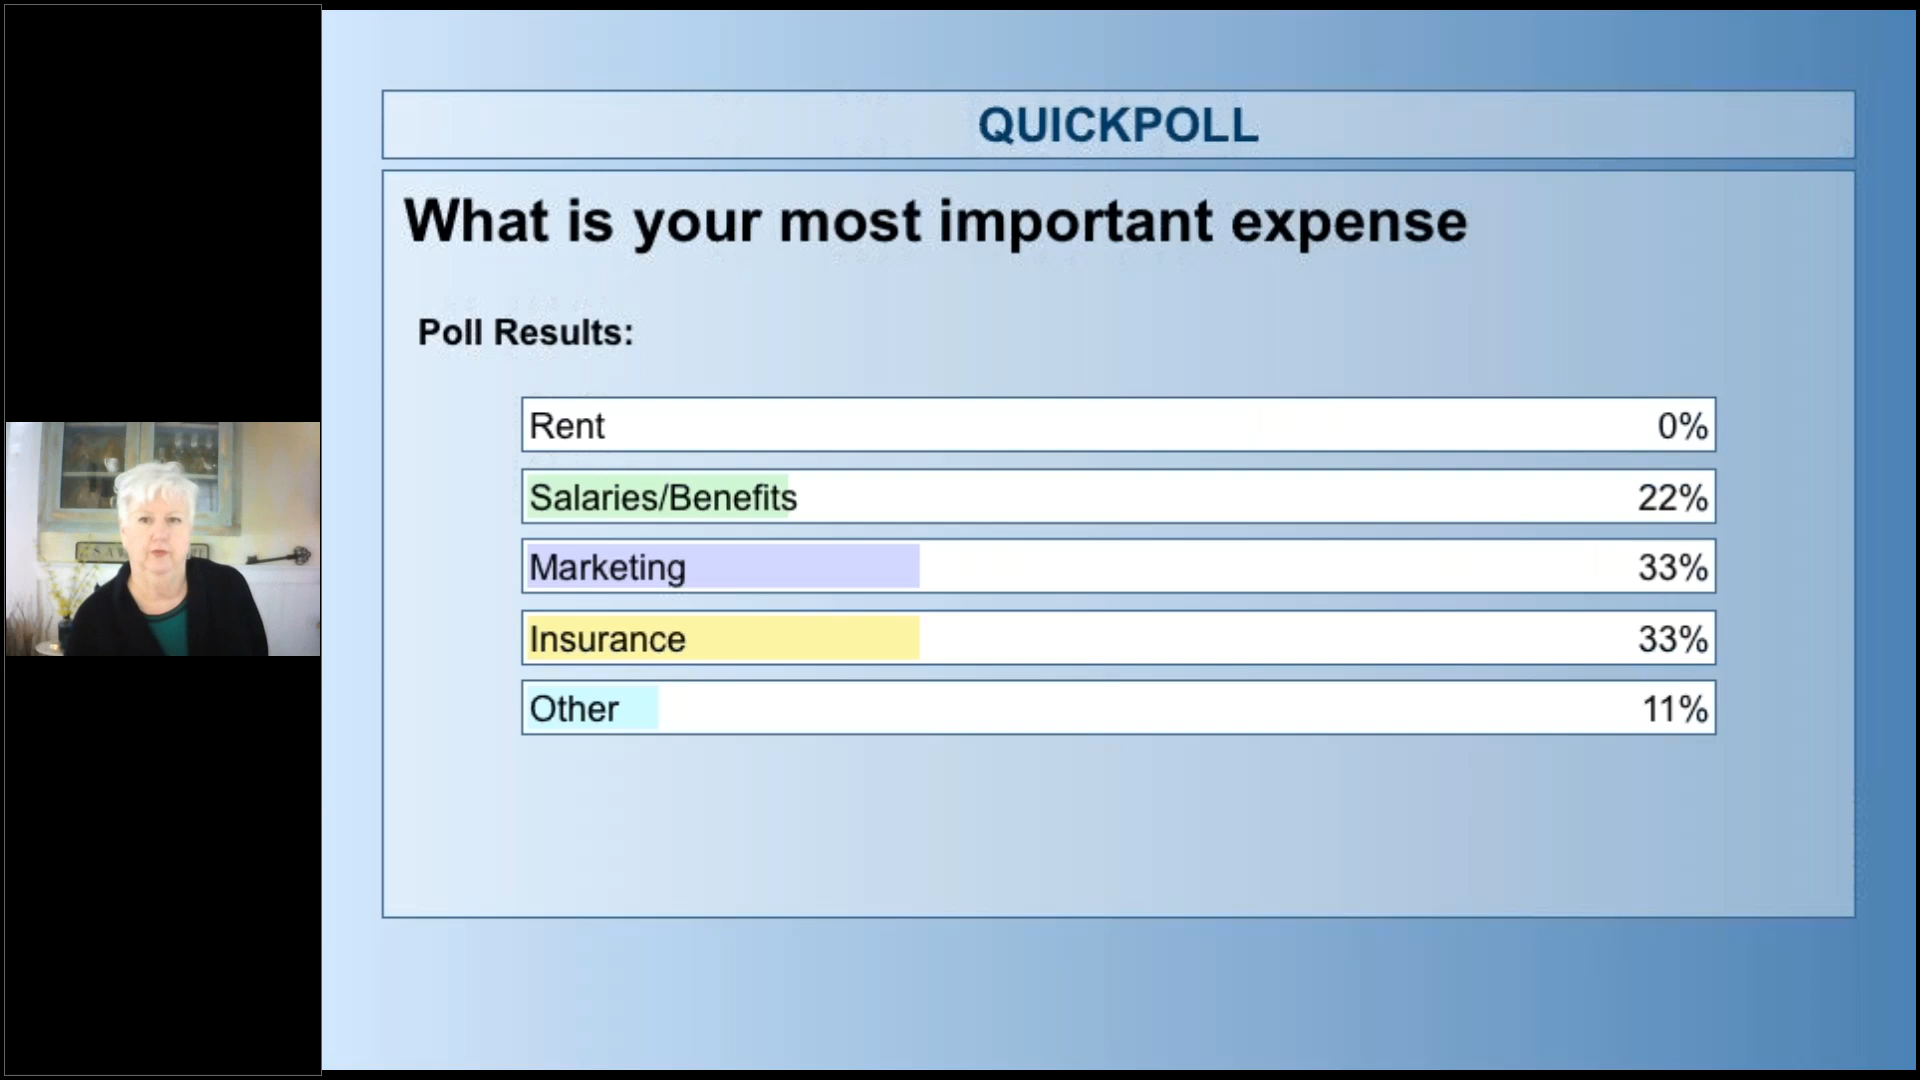 QUICKPOLL
What is your most important expense
Poll Results:
Rent 0%
Salaries/Benefits 22%
Marketing 33%
Insurance 33%
Other 11%